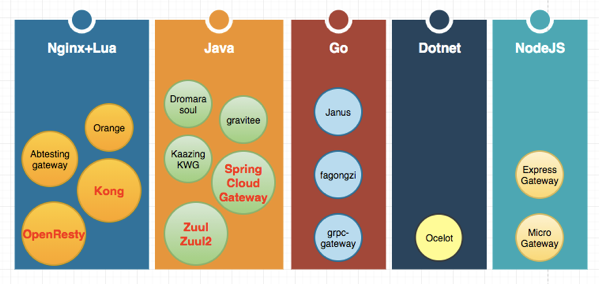 Nginx+Lua
Orange
Abtesting
gateway
Kong
OpenResty
Java
Dromara
soul
gravitee
Kaazing
KWG
Spring
Cloud
Gateway
Zuul
Zuul2
Go
Janus
fagongzi
grpc-
gateway
Dotnet
Ocelot
NodeJS
Express
Gateway
Micro
Gateway